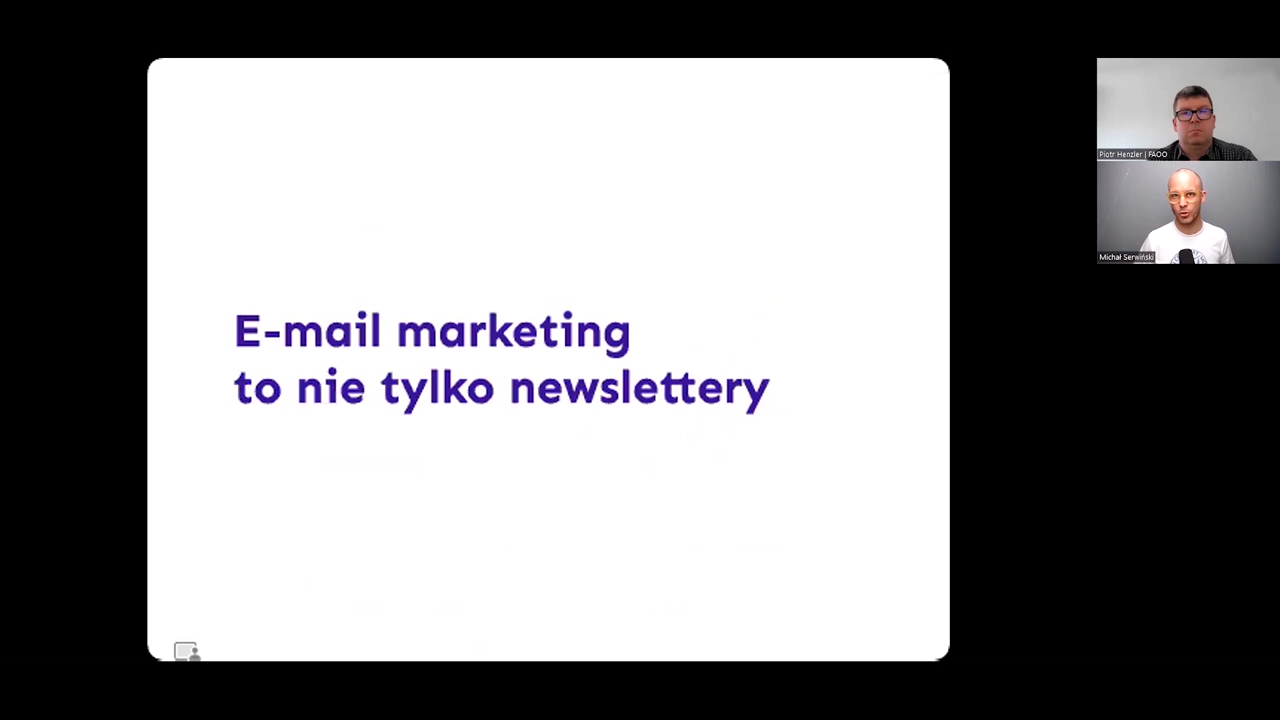 E-mail marketing
to nie tylko newslettery
Piotr Henzler | FAOO
Michał Serwiński